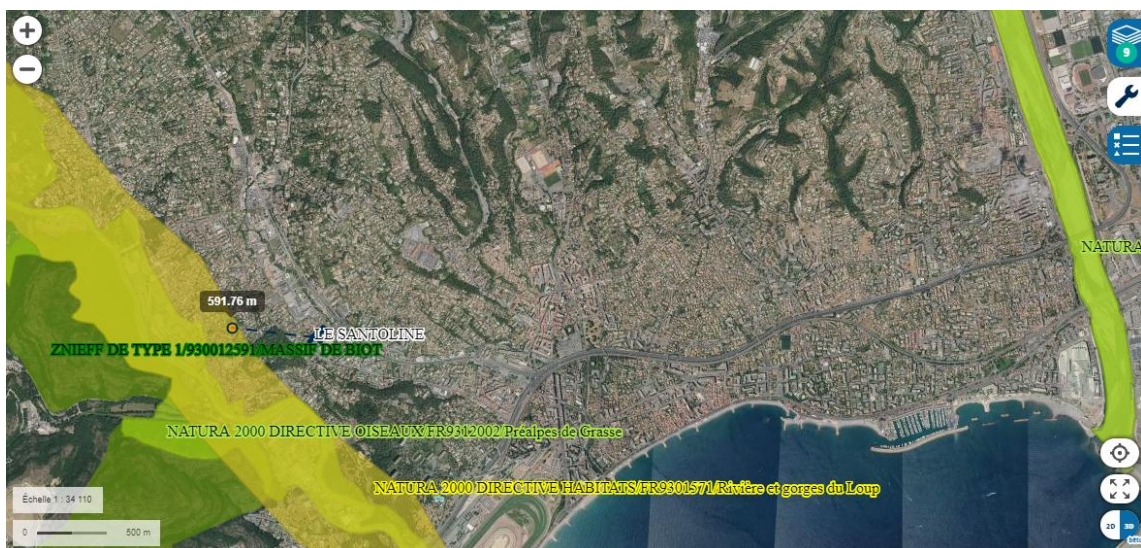 +
9
−
NATURA
591.76 m
LE SANTOLINE
ZNIEFF DE TYPE 1/930012591/MASSIF DE BIOT
NATURA 2000 DIRECTIVE OISEAUX/FR9312002/Préalpes de Grasse
NATURA 2000 DIRECTIVE HABITATS/FR9301571/Rivière et gorges du Loup
Échelle 1 : 34 110
0 500 m
2D 3D
bêta